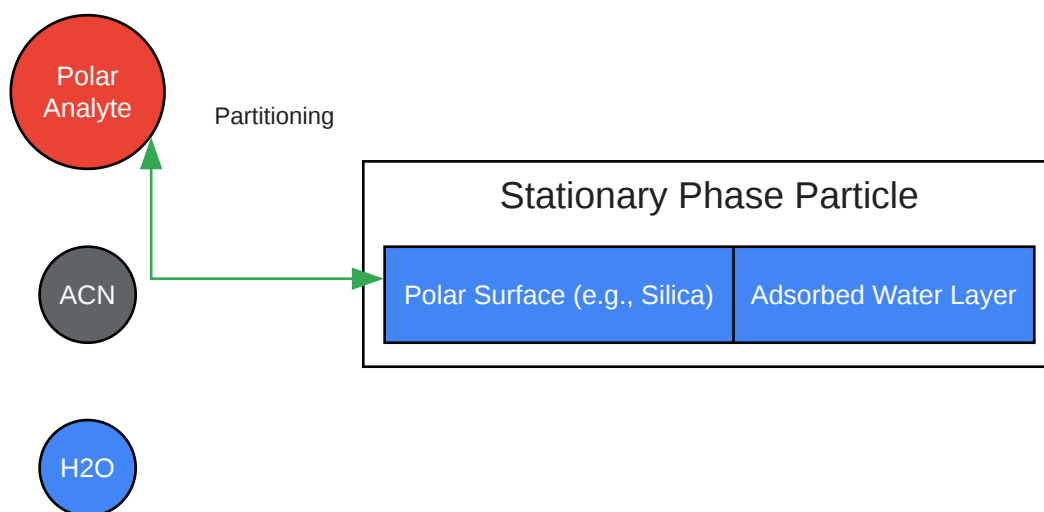 Polar
Analyte
Partitioning
Stationary Phase Particle
ACN
Polar Surface (e.g., Silica)
Adsorbed Water Layer
H2O